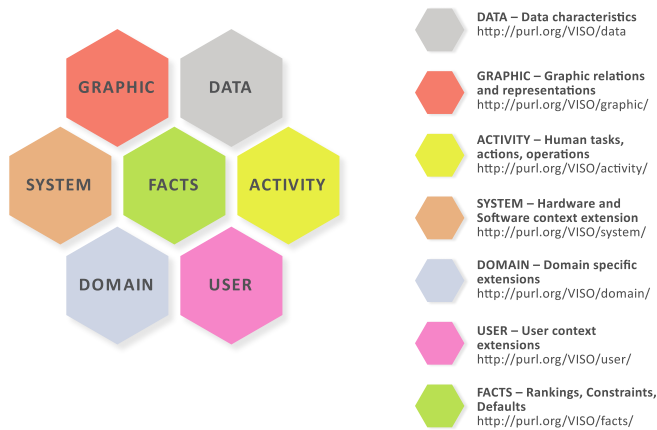 GRAPHIC
DATA
SYSTEM
FACTS
ACTIVITY
DOMAIN
USER
DATA – Data characteristics
http://purl.org/VISO/data
GRAPHIC – Graphic relations
and representations
http://purl.org/VISO/graphic/
ACTIVITY – Human tasks,
actions, operations
http://purl.org/VISO/activity/
SYSTEM – Hardware and
Software context extension
http://purl.org/VISO/system/
DOMAIN – Domain specific
extensions
http://purl.org/VISO/domain/
USER – User context
extensions
http://purl.org/VISO/user/
FACTS – Rankings, Constraints,
Defaults
http://purl.org/VISO/facts/